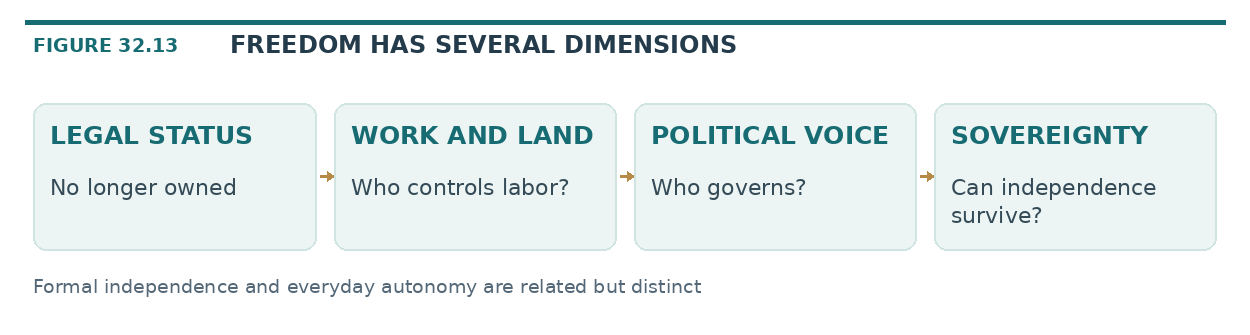 FIGURE 32.13 FREEDOM HAS SEVERAL DIMENSIONS
LEGAL STATUS
No longer owned
WORK AND LAND
Who controls labor?
POLITICAL VOICE
Who governs?
SOVEREIGNTY
Can independence
survive?
Formal independence and everyday autonomy are related but distinct